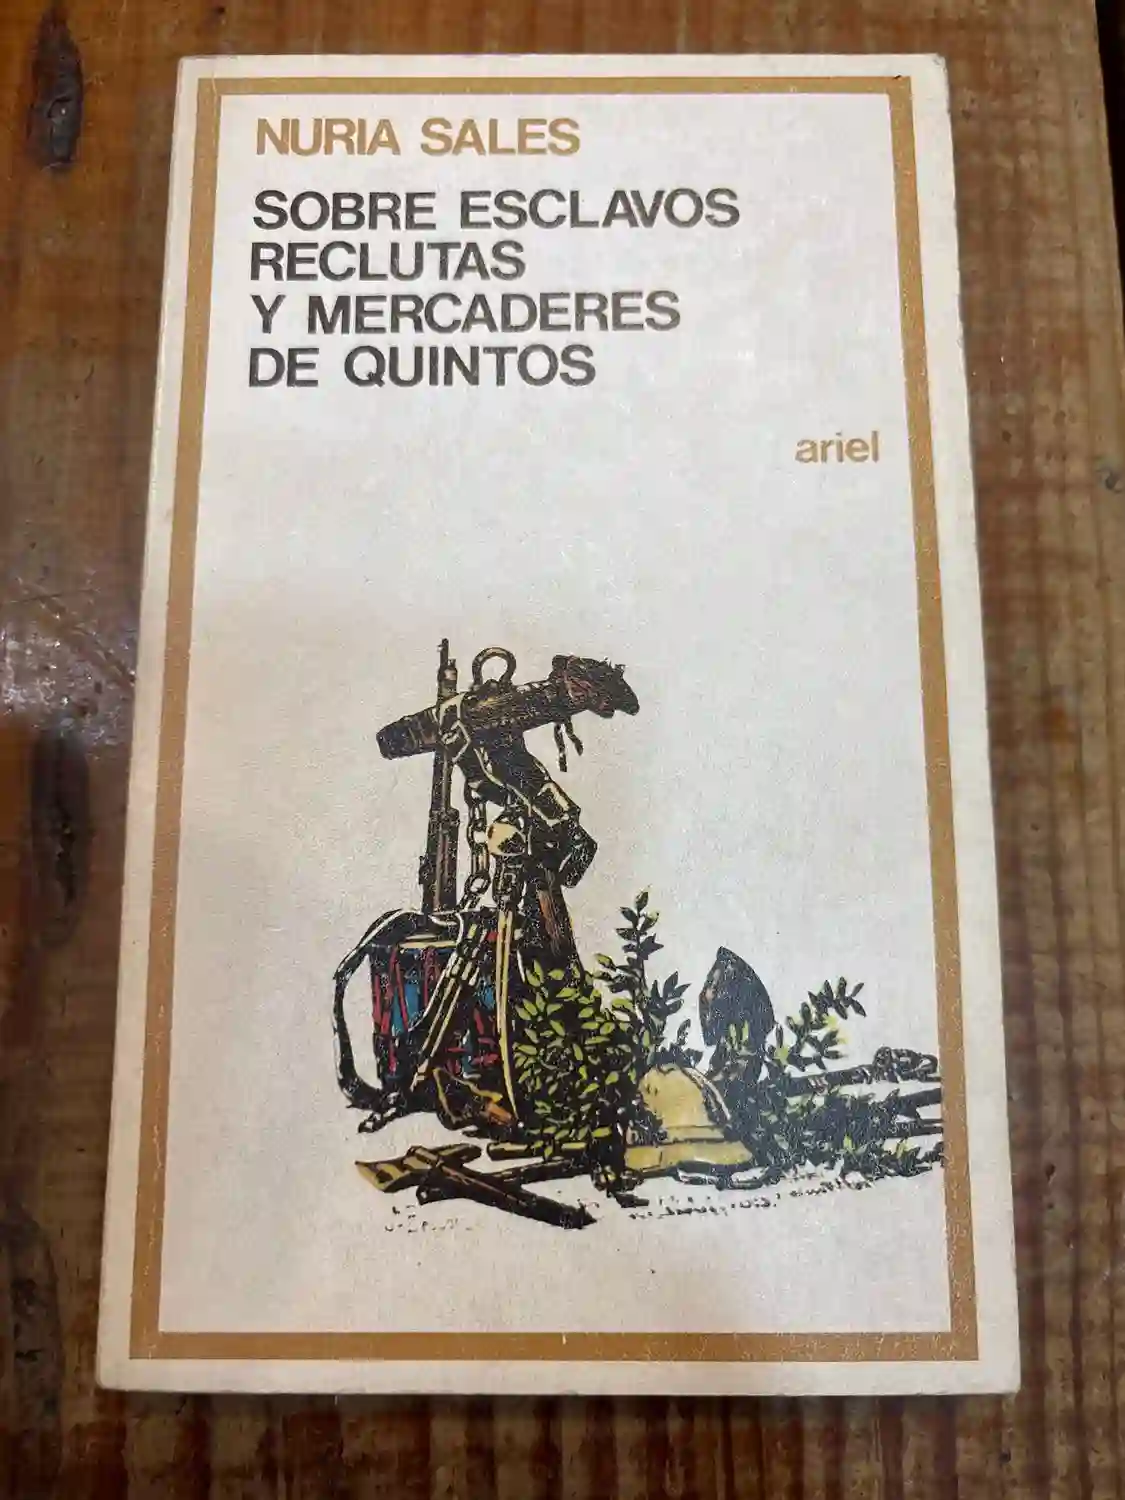 NURIA SALES
SOBRE ESCLAVOS
RECLUTAS
Y MERCADERES
DE QUINTOS
ariel